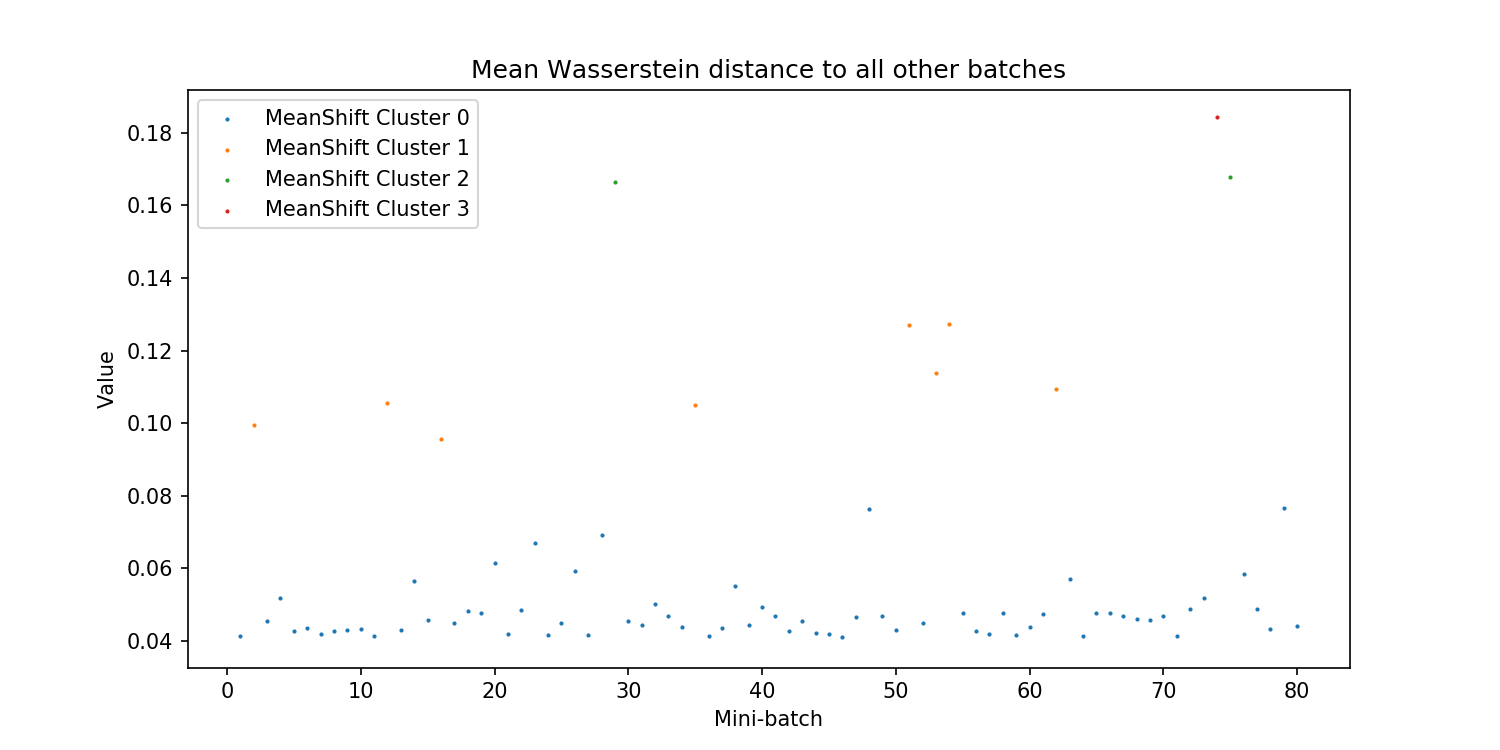 Mean Wasserstein distance to all other batches
MeanShift Cluster 0
MeanShift Cluster 1
MeanShift Cluster 2
MeanShift Cluster 3
Value
0.18
0.16
0.14
0.12
0.10
0.08
0.06
0.04
0 10 20 30 40 50 60 70 80
Mini-batch